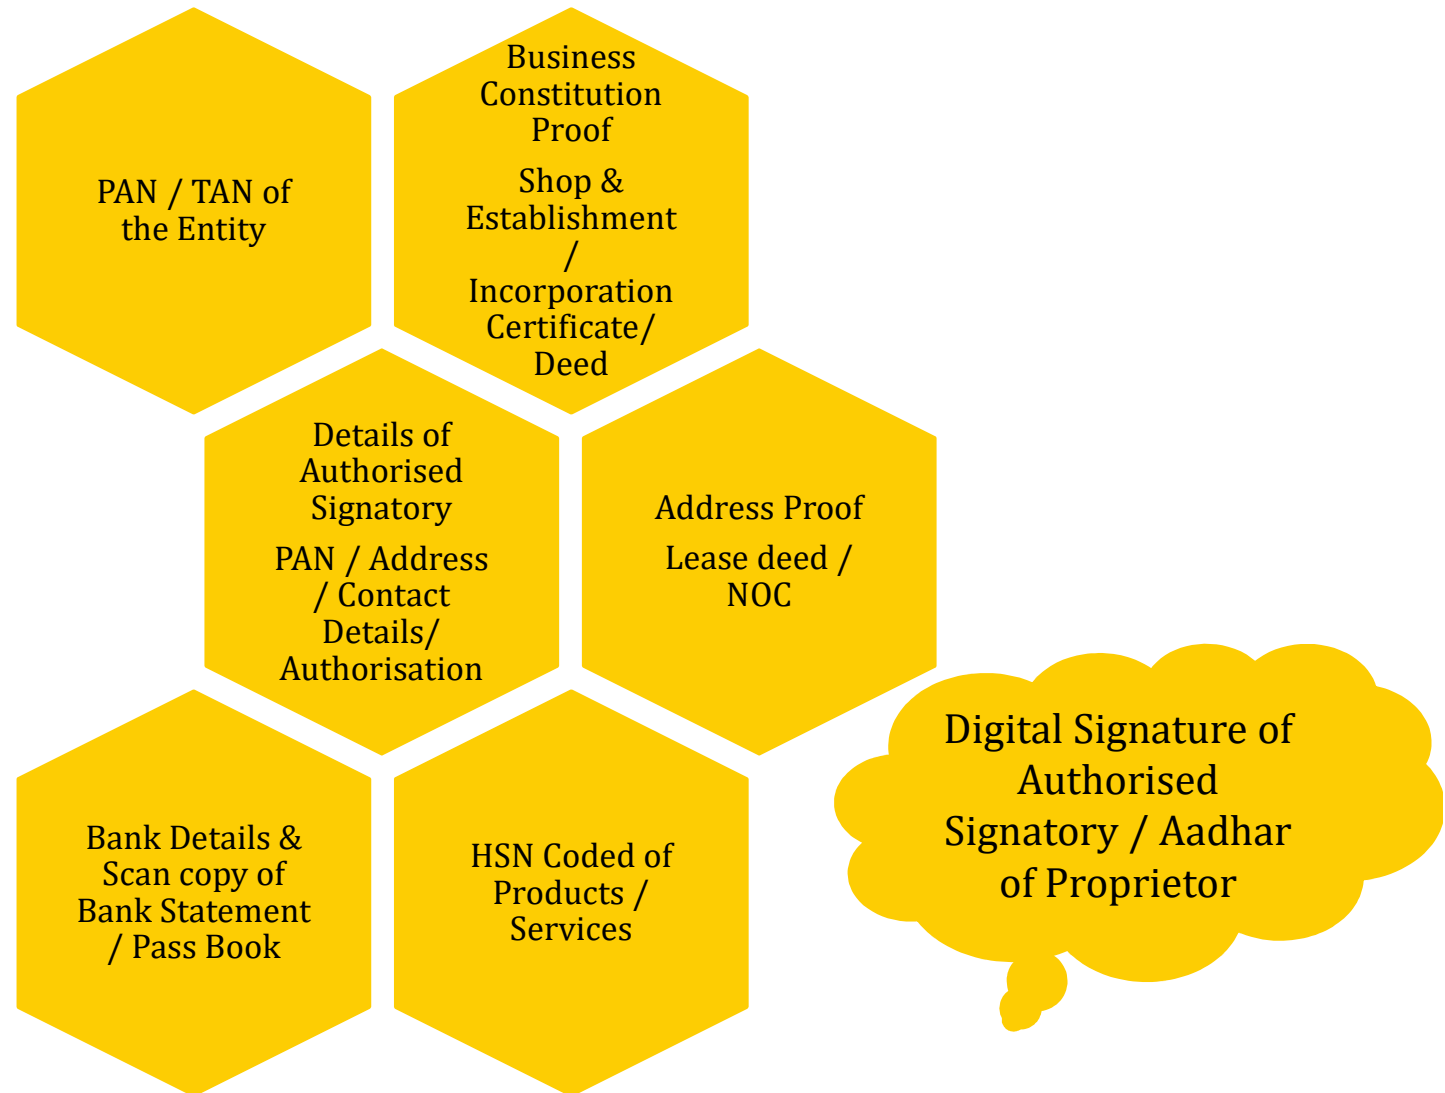 PAN / TAN of
the Entity
Business
Constitution
Proof
Shop &
Establishment
/
Incorporation
Certificate/
Deed
Details of
Authorised
Signatory
PAN / Address
/ Contact
Details/
Authorisation
Address Proof
Lease deed /
NOC
Bank Details &
Scan copy of
Bank Statement
/ Pass Book
HSN Coded of
Products /
Services
Digital Signature of
Authorised
Signatory / Aadhar
of Proprietor